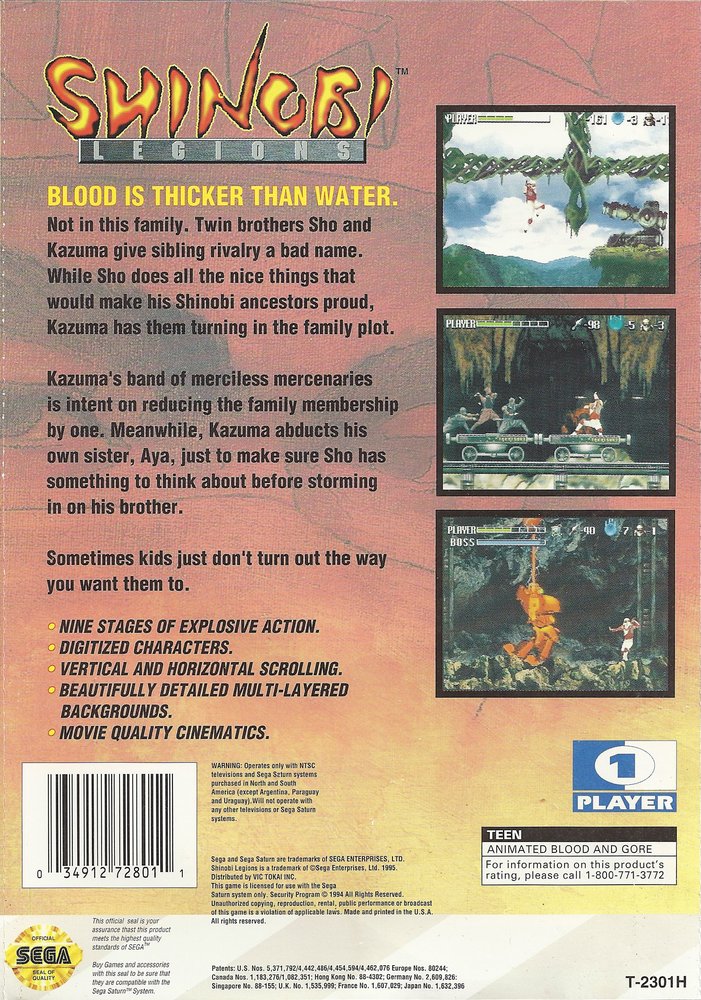 SHINOBI™
LEGIONS
BLOOD IS THICKER THAN WATER.
Not in this family. Twin brothers Sho and
Kazuma give sibling rivalry a bad name.
While Sho does all the nice things that
would make his Shinobi ancestors proud,
Kazuma has them turning in the family plot.
Kazuma's band of merciless mercenaries
is intent on reducing the family membership
by one. Meanwhile, Kazuma abducts his
own sister, Aya, just to make sure Sho has
something to think about before storming
in on his brother.
Sometimes kids just don't turn out the way
you want them to.
• NINE STAGES OF EXPLOSIVE ACTION.
• DIGITIZED CHARACTERS.
• VERTICAL AND HORIZONTAL SCROLLING.
• BEAUTIFULLY DETAILED MULTI-LAYERED
BACKGROUNDS.
• MOVIE QUALITY CINEMATICS.
PLAYER -161 -3 -1
PLAYER -98 -5 -3
PLAYER 90 7 1
BOSS
1
PLAYER
TEEN
ANIMATED BLOOD AND GORE
For information on this product's
rating, please call 1-800-771-3772
WARNING: Operates only with NTSC
televisions and Sega Saturn systems
purchased in North and South
America (except Argentina, Paraguay
and Uraguay).Will not operate with
any other televisions or Sega Saturn
systems.
0 34912 72801 1
Sega and Sega Saturn are trademarks of SEGA ENTERPRISES, LTD.
Shinobi Legions is a trademark of ©Sega Enterprises, Ltd. 1995.
Distributed by VIC TOKAI INC.
This game is licensed for use with the Sega
Saturn system only. Security Program © 1994 All Rights Reserved.
Unauthorized copying, reproduction, rental, public performance or broadcast
of this game is a violation of applicable laws. Made and printed in the U.S.A.
All rights reserved.
OFFICIAL
SEGA
SEAL OF
QUALITY
This official seal is your
assurance thast this product
meets the highest quality
standards of SEGA™
Buy Games and accessories
with this seal to be sure that
they are compatible with the
Sega Saturn™ System.
Patents: U.S. Nos. 5,371,792/4,442,486/4,454,594/4,462,076 Europe Nos. 80244;
Canada Nos. 1,183,276/1,082,351; Hong Kong No. 88-4302; Germany No. 2,609,826;
Singapore No. 88-155; U.K. No. 1,535,999; France No. 1,607,029; Japan No. 1,632,396
T-2301H